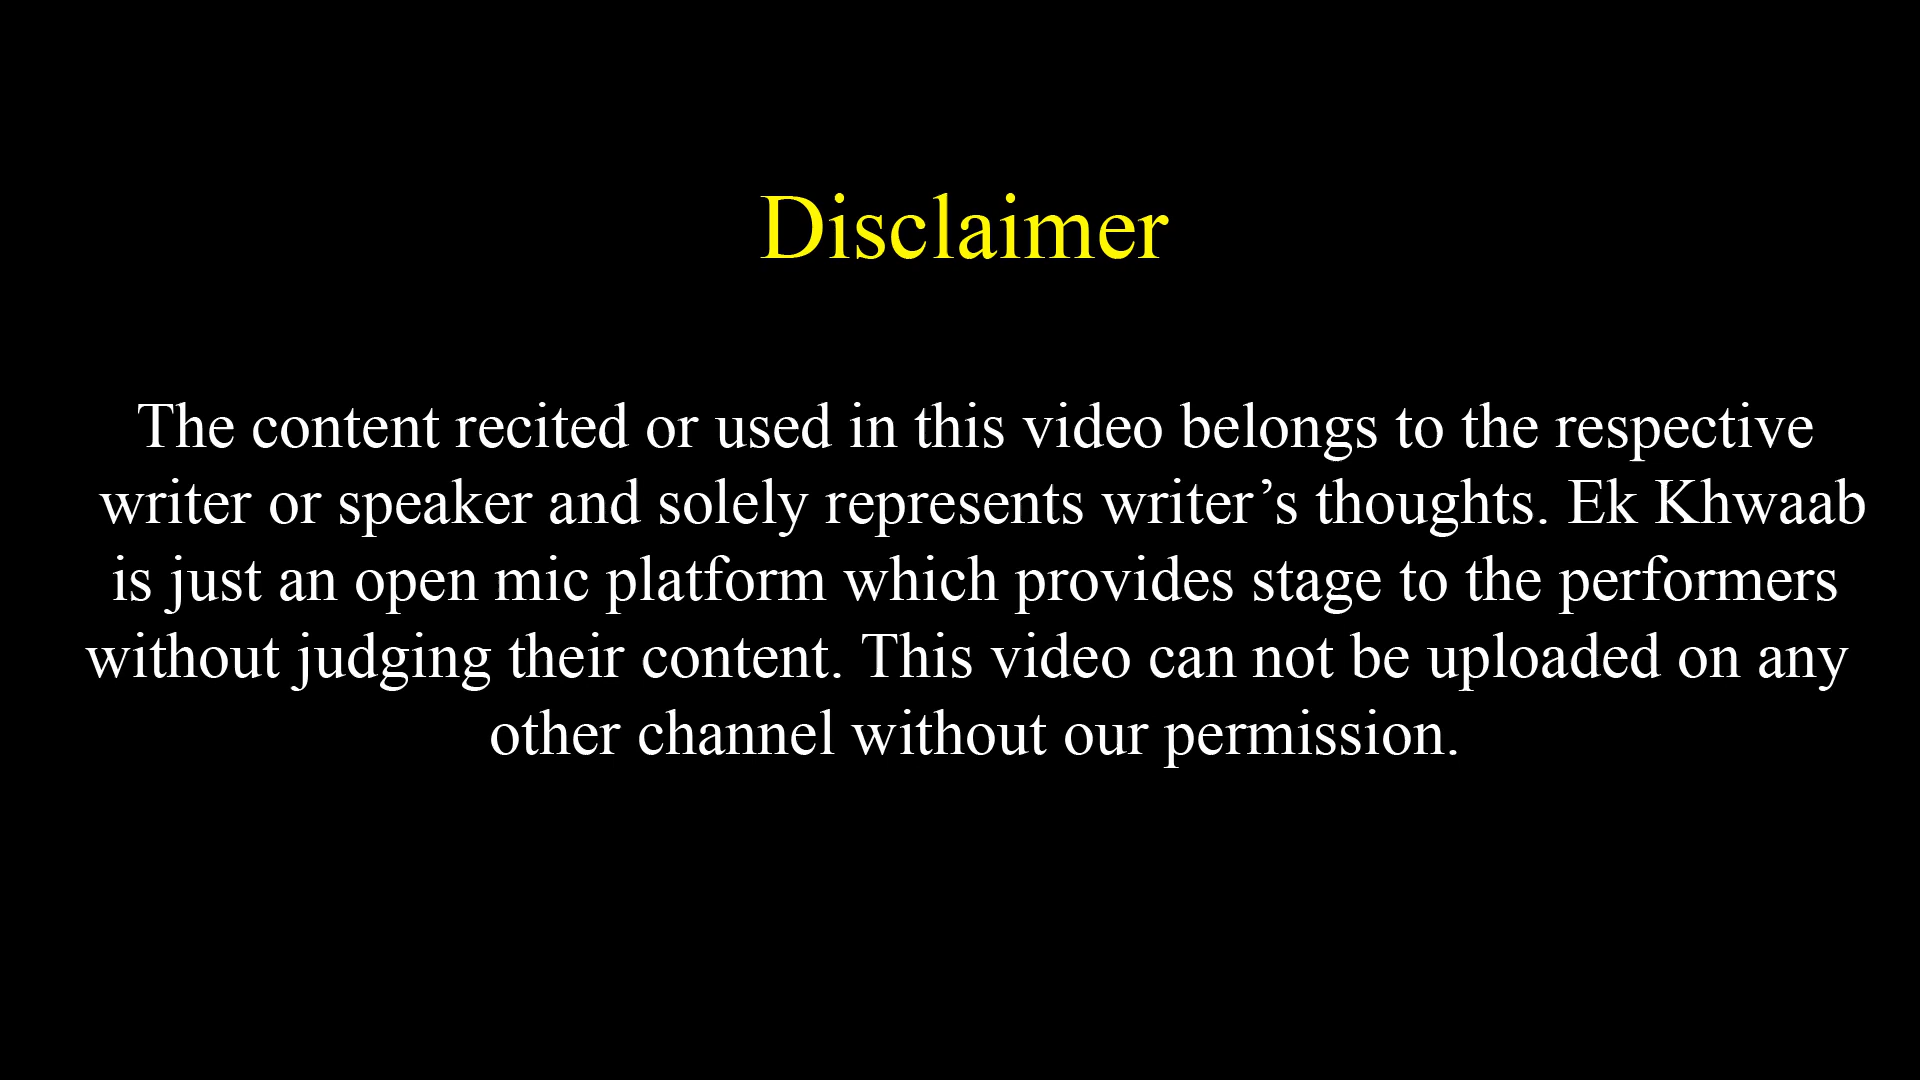 Disclaimer
The content recited or used in this video belongs to the respective
writer or speaker and solely represents writer’s thoughts. Ek Khwaab
is just an open mic platform which provides stage to the performers
without judging their content. This video can not be uploaded on any
other channel without our permission.